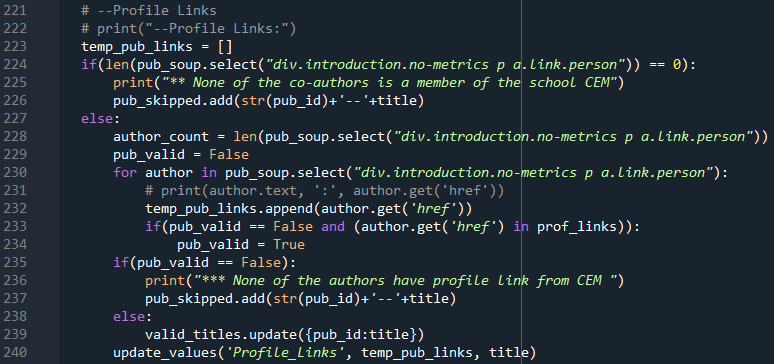 221 # --Profile Links
222 # print("--Profile Links:")
223 temp_pub_links = []
224 if(len(pub_soup.select("div.introduction.no-metrics p a.link.person")) == 0):
225 print("** None of the co-authors is a member of the school CEM")
226 pub_skipped.add(str(pub_id)+'--'+title)
227 else:
228 author_count = len(pub_soup.select("div.introduction.no-metrics p a.link.person"))
229 pub_valid = False
230 for author in pub_soup.select("div.introduction.no-metrics p a.link.person"):
231 # print(author.text, ':', author.get('href'))
232 temp_pub_links.append(author.get('href'))
233 if(pub_valid == False and (author.get('href') in prof_links)):
234 pub_valid = True
235 if(pub_valid == False):
236 print("*** None of the authors have profile link from CEM ")
237 pub_skipped.add(str(pub_id)+'--'+title)
238 else:
239 valid_titles.update({pub_id:title})
240 update_values('Profile_Links', temp_pub_links, title)